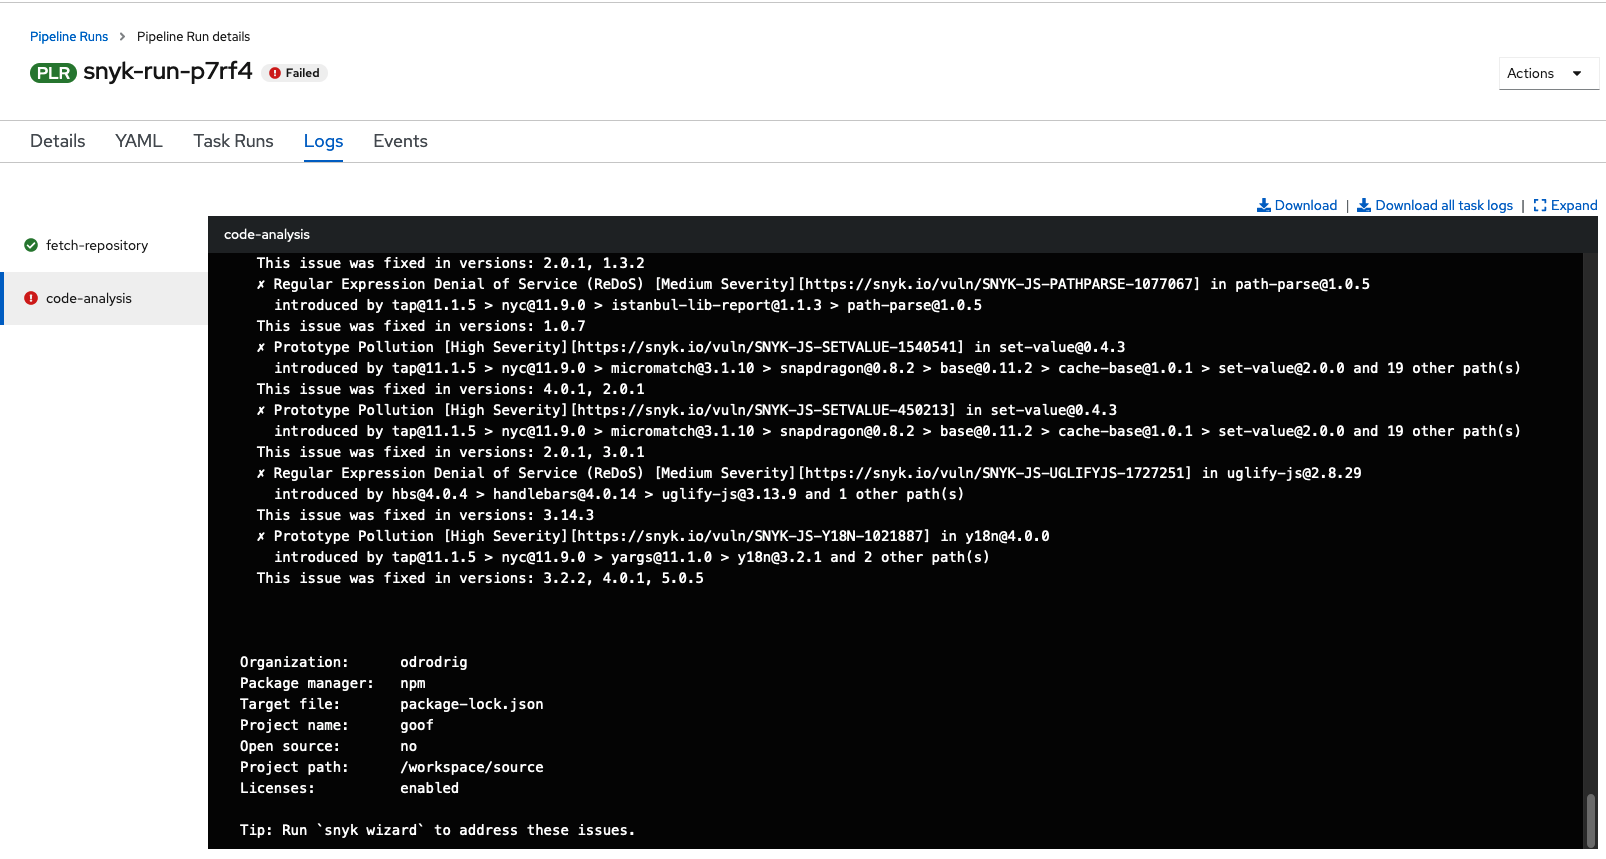 Pipeline Runs > Pipeline Run details
PLR snyk-run-p7rf4 Failed
Actions
Details YAML Task Runs Logs Events
Download | Download all task logs | Expand
fetch-repository
code-analysis
code-analysis
This issue was fixed in versions: 2.0.1, 1.3.2
✗ Regular Expression Denial of Service (ReDoS) [Medium Severity][https://snyk.io/vuln/SNYK-JS-PATHPARSE-1077067] in path-parse@1.0.5
introduced by tap@11.1.5 > nyc@11.9.0 > istanbul-lib-report@1.1.3 > path-parse@1.0.5
This issue was fixed in versions: 1.0.7
✗ Prototype Pollution [High Severity][https://snyk.io/vuln/SNYK-JS-SETVALUE-1540541] in set-value@0.4.3
introduced by tap@11.1.5 > nyc@11.9.0 > micromatch@3.1.10 > snapdragon@0.8.2 > base@0.11.2 > cache-base@1.0.1 > set-value@2.0.0 and 19 other path(s)
This issue was fixed in versions: 4.0.1, 2.0.1
✗ Prototype Pollution [High Severity][https://snyk.io/vuln/SNYK-JS-SETVALUE-450213] in set-value@0.4.3
introduced by tap@11.1.5 > nyc@11.9.0 > micromatch@3.1.10 > snapdragon@0.8.2 > base@0.11.2 > cache-base@1.0.1 > set-value@2.0.0 and 19 other path(s)
This issue was fixed in versions: 2.0.1, 3.0.1
✗ Regular Expression Denial of Service (ReDoS) [Medium Severity][https://snyk.io/vuln/SNYK-JS-UGLIFYJS-1727251] in uglify-js@2.8.29
introduced by hbs@4.0.4 > handlebars@4.0.14 > uglify-js@3.13.9 and 1 other path(s)
This issue was fixed in versions: 3.14.3
✗ Prototype Pollution [High Severity][https://snyk.io/vuln/SNYK-JS-Y18N-1021887] in y18n@4.0.0
introduced by tap@11.1.5 > nyc@11.9.0 > yargs@11.1.0 > y18n@3.2.1 and 2 other path(s)
This issue was fixed in versions: 3.2.2, 4.0.1, 5.0.5
Organization: odrodrig
Package manager: npm
Target file: package-lock.json
Project name: goof
Open source: no
Project path: /workspace/source
Licenses: enabled
Tip: Run `snyk wizard` to address these issues.